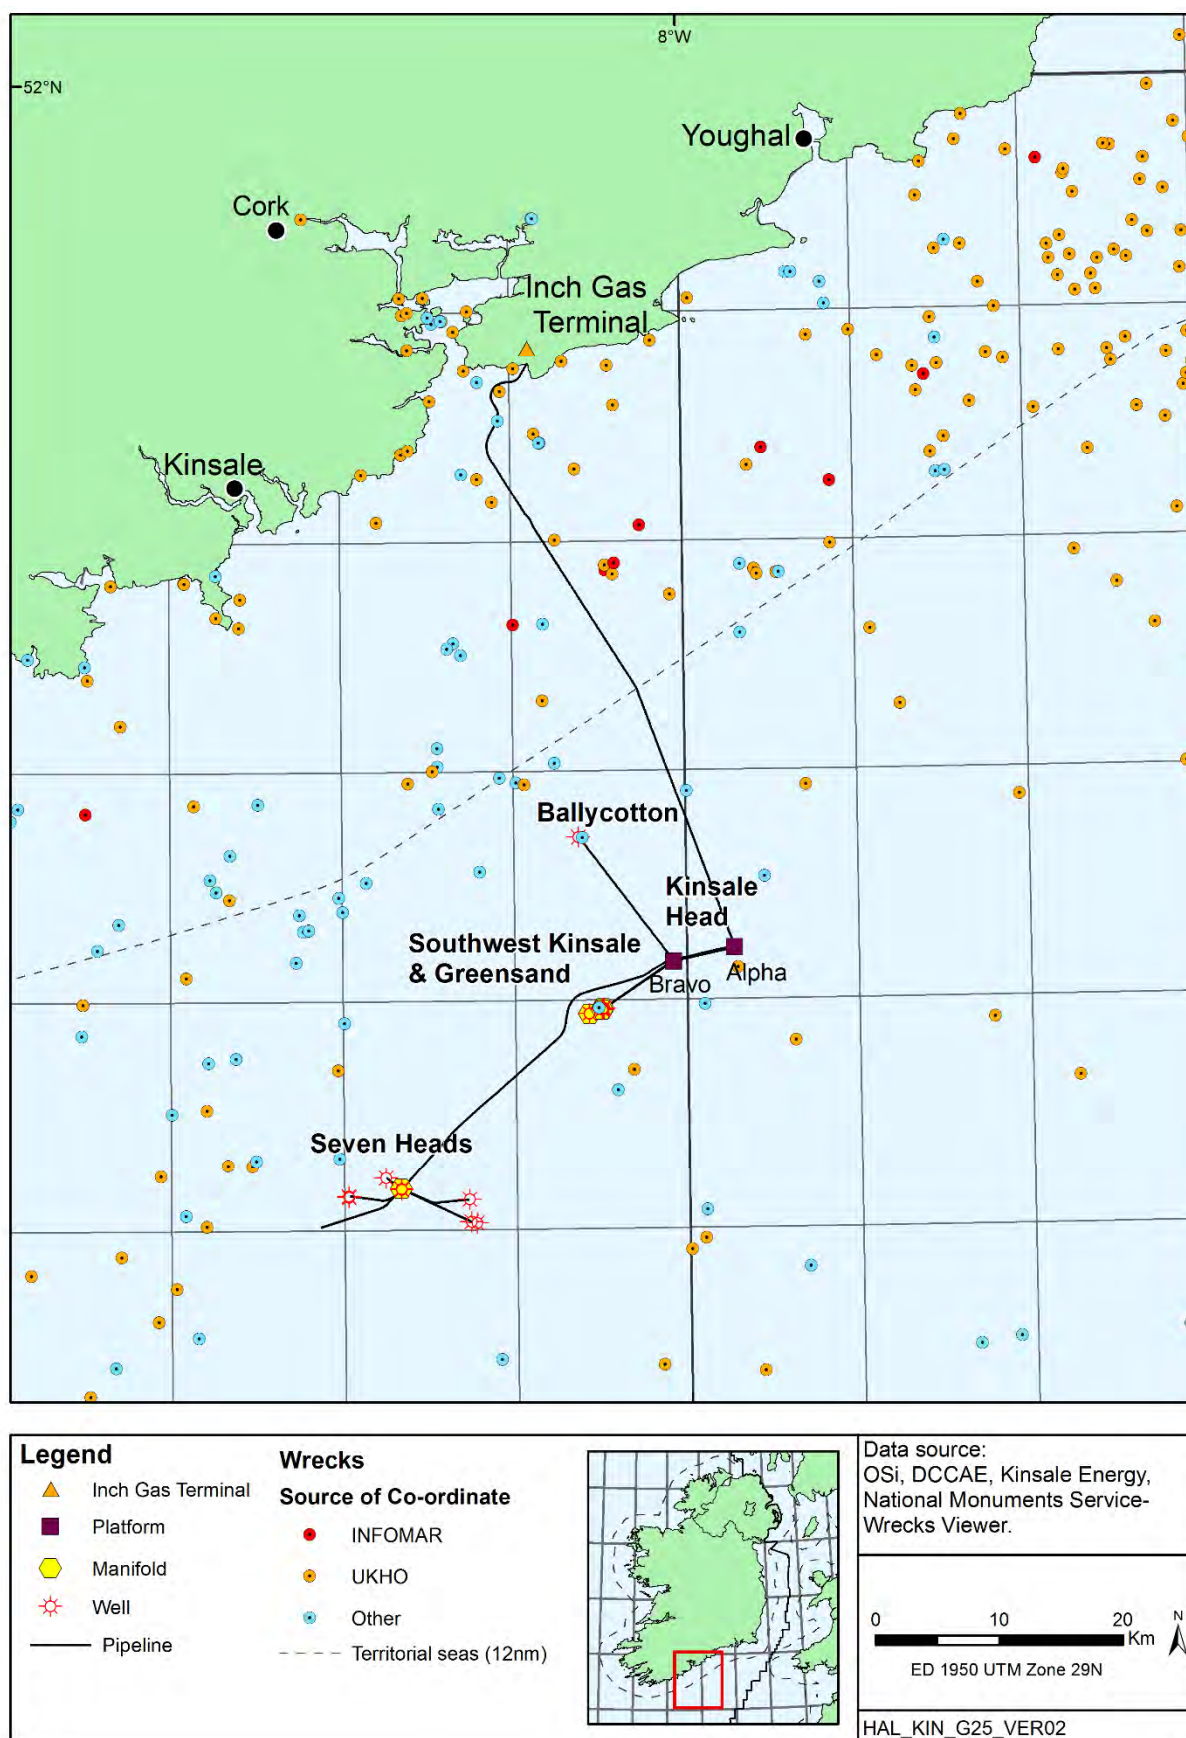 8°W
52°N
Youghal
Cork
Inch Gas
Terminal
Kinsale
Ballycotton
Kinsale
Head
Southwest Kinsale
& Greensand
Bravo
Alpha
Seven Heads
Legend
Inch Gas Terminal
Platform
Manifold
Well
Pipeline
Wrecks
Source of Co-ordinate
INFOMAR
UKHO
Other
Territorial seas (12nm)
Data source:
OSi, DCCAE, Kinsale Energy,
National Monuments Service-
Wrecks Viewer.
0 10 20
Km
N
ED 1950 UTM Zone 29N
HAL_KIN_G25_VER02